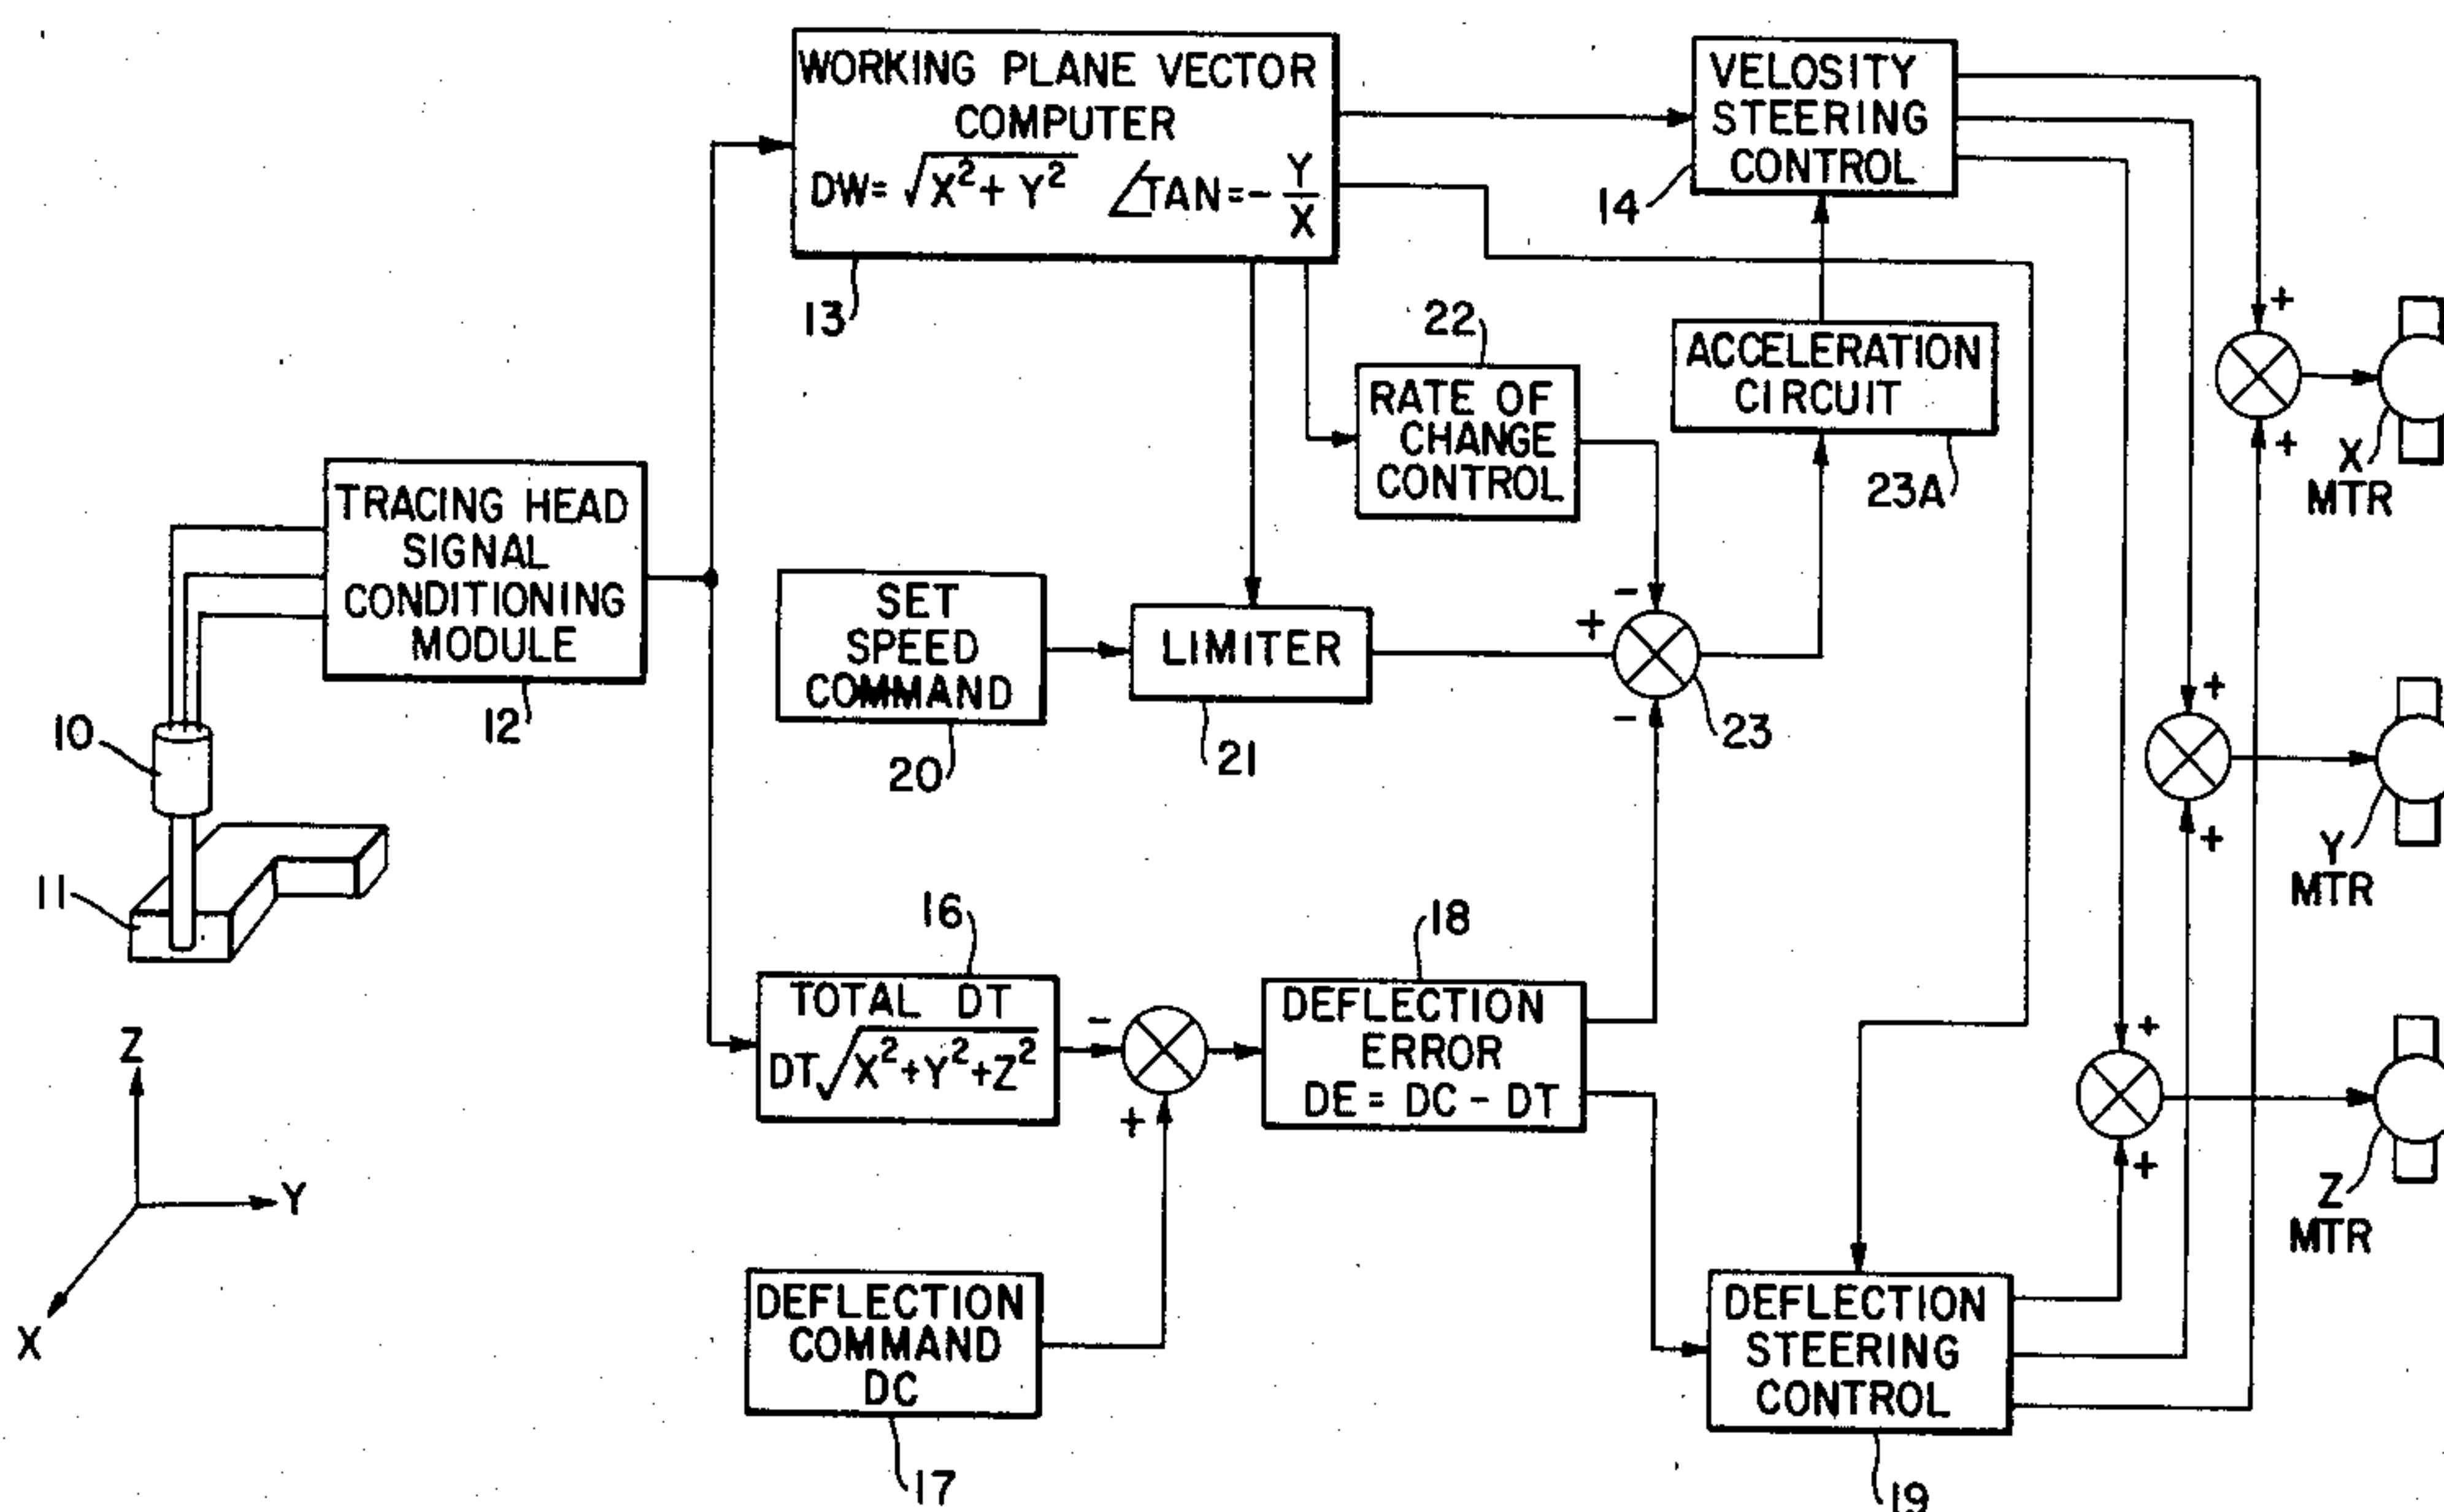 WORKING PLANE VECTOR
COMPUTER
DW= √X²+ Y² ∠TAN=- Y/X
13
VELOSITY
STEERING
CONTROL
14
22
RATE OF
CHANGE
CONTROL
ACCELERATION
CIRCUIT
23A
+
+
X
MTR
TRACING HEAD
SIGNAL
CONDITIONING
MODULE
12
10
11
SET
SPEED
COMMAND
20
LIMITER
21
-
+
-
23
+
+
Y
MTR
16
TOTAL DT
DT√X²+Y²+Z²
-
+
18
DEFLECTION
ERROR
DE= DC - DT
+
+
Z
MTR
Z
Y
X
DEFLECTION
COMMAND
DC
17
DEFLECTION
STEERING
CONTROL
19